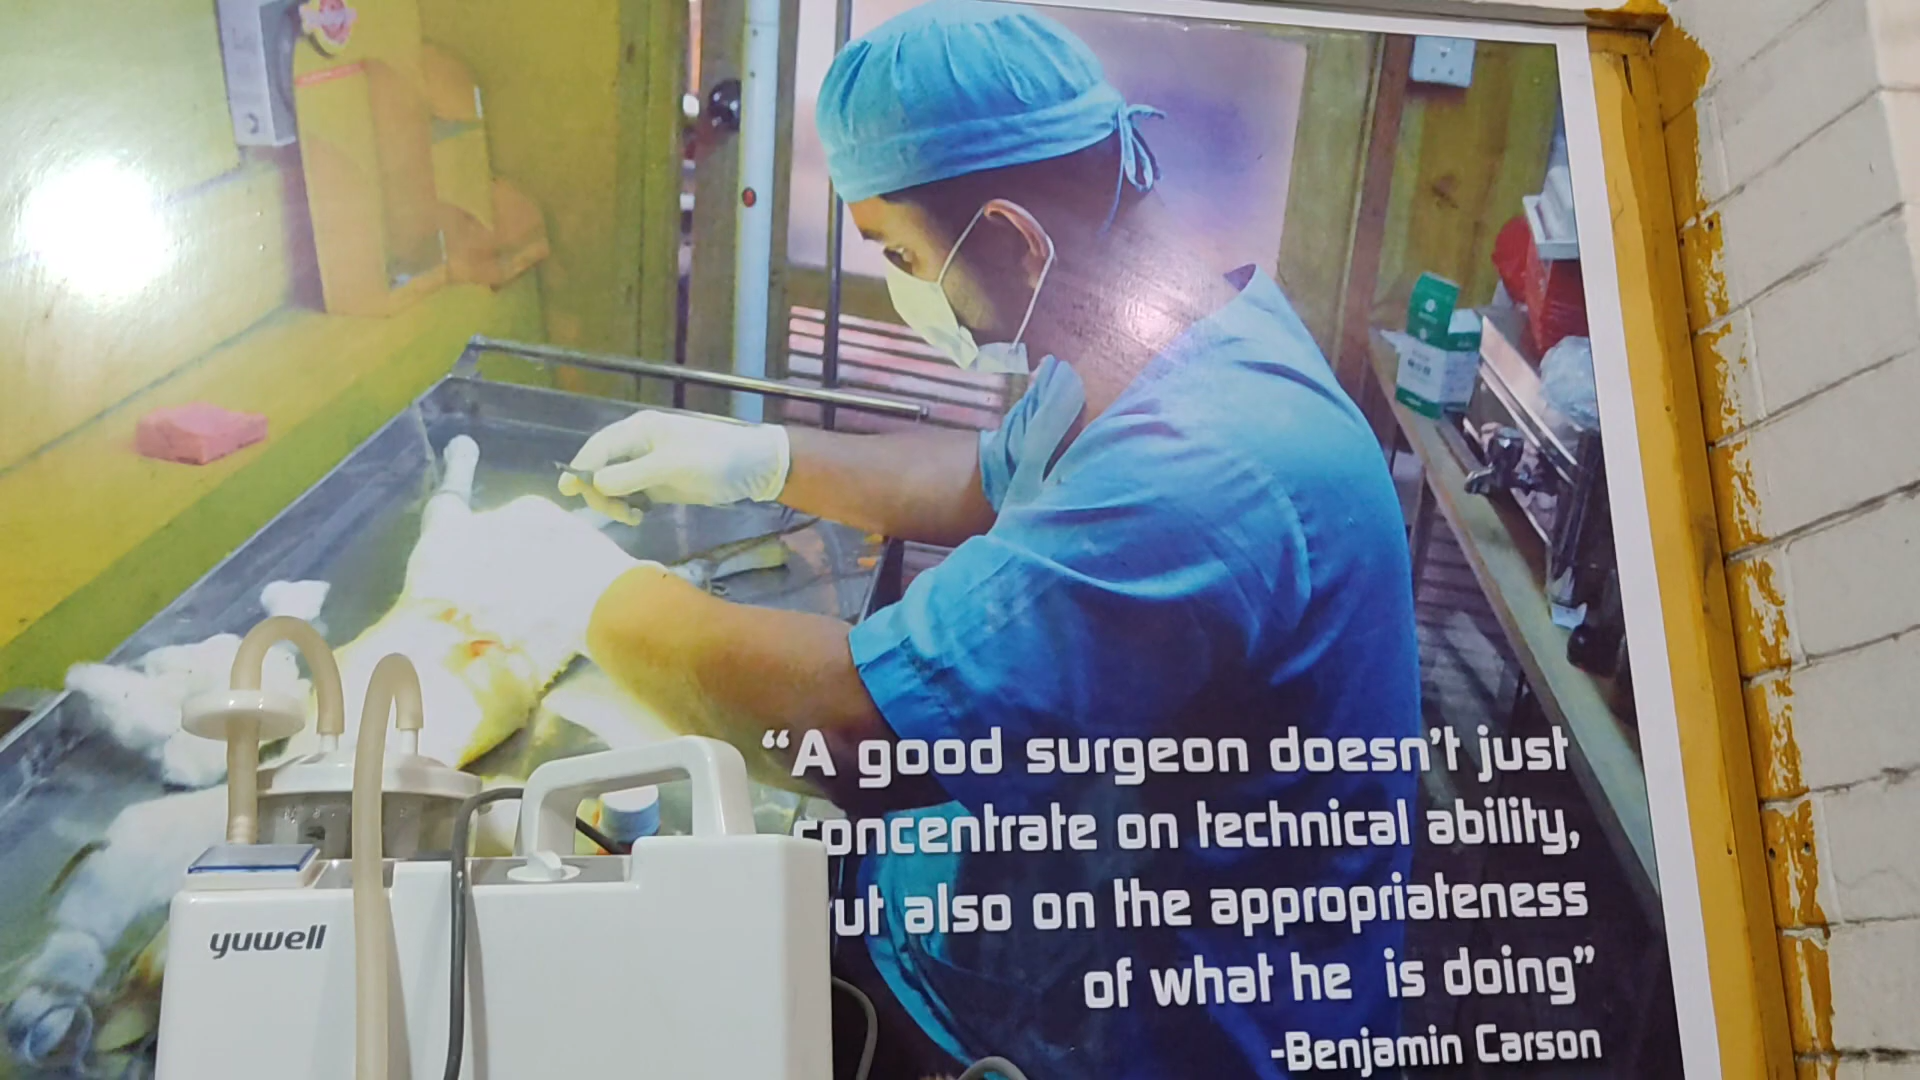 “A good surgeon doesn’t just
concentrate on technical ability,
ut also on the appropriateness
of what he is doing”
-Benjamin Carson
yuwell